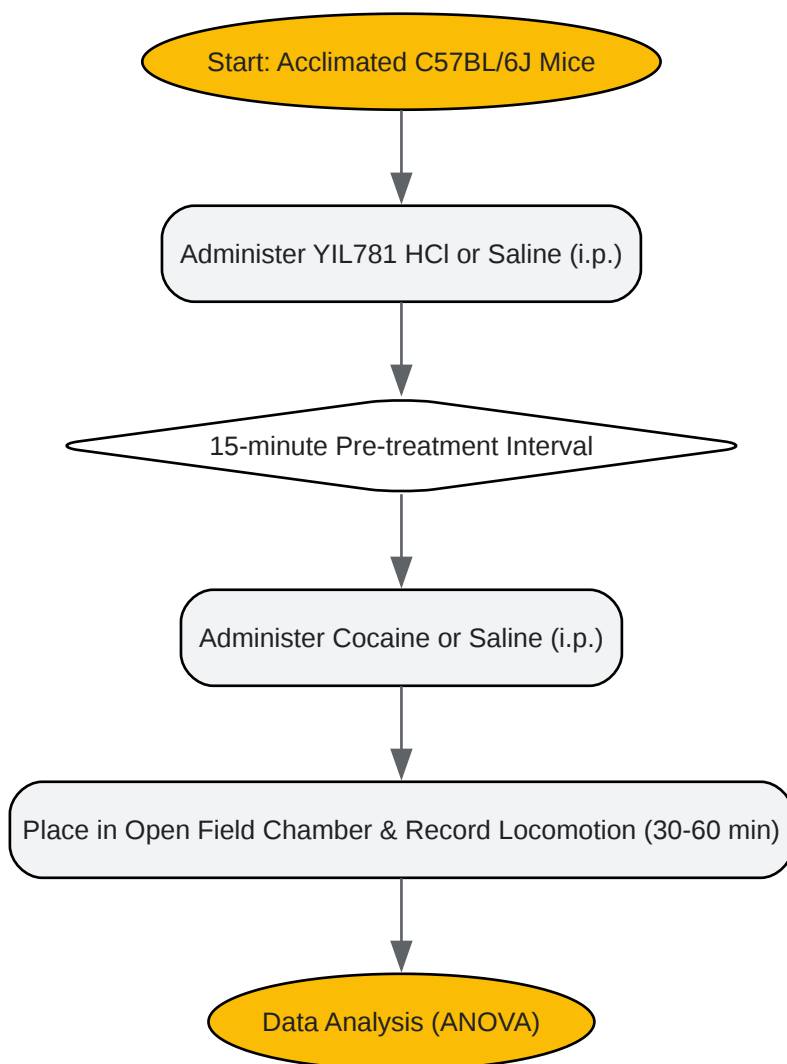 Start: Acclimated C57BL/6J Mice
Administer YIL781 HCl or Saline (i.p.)
15-minute Pre-treatment Interval
Administer Cocaine or Saline (i.p.)
Place in Open Field Chamber & Record Locomotion (30-60 min)
Data Analysis (ANOVA)